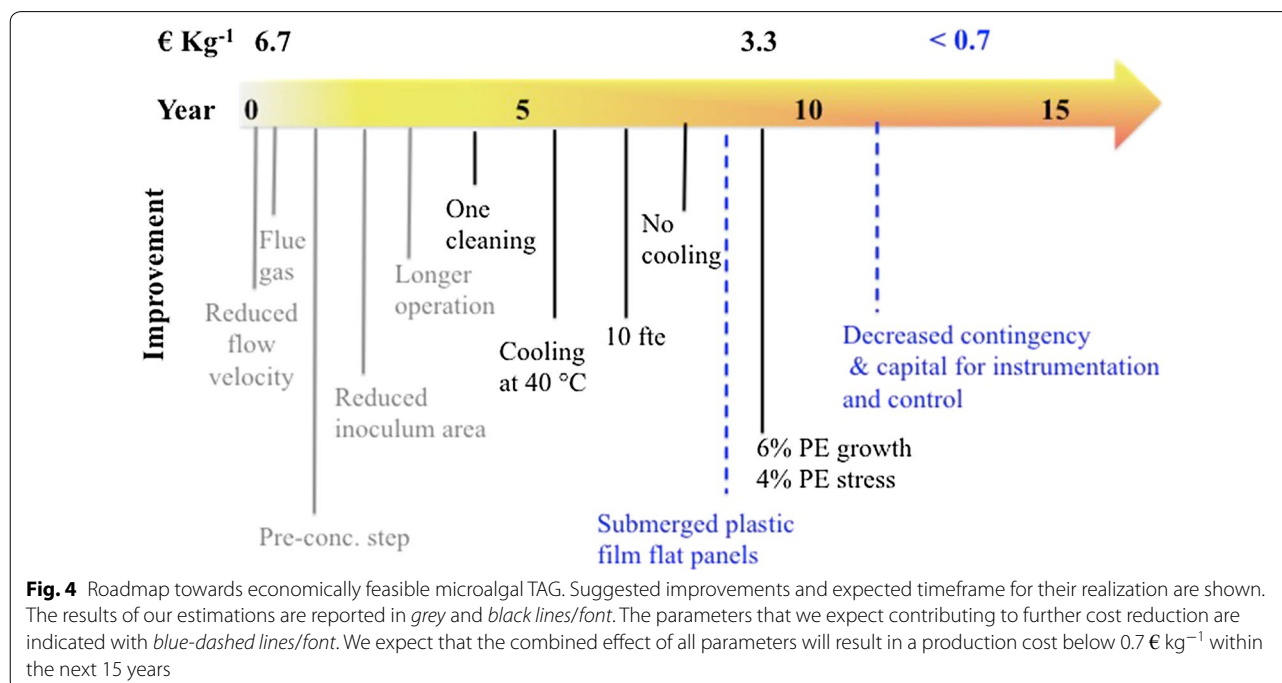 € Kg⁻¹ 6.7 3.3 < 0.7
Year 0 5 10 15
Improvement
Flue
gas
Reduced
flow
velocity
Pre-conc. step
Reduced
inoculum area
Longer
operation
One
cleaning
Cooling
at 40 °C
10 fte
No
cooling
Submerged plastic
film flat panels
6% PE growth
4% PE stress
Decreased contingency
& capital for instrumentation
and control
Fig. 4 Roadmap towards economically feasible microalgal TAG. Suggested improvements and expected timeframe for their realization are shown.
The results of our estimations are reported in grey and black lines/font. The parameters that we expect contributing to further cost reduction are
indicated with blue-dashed lines/font. We expect that the combined effect of all parameters will result in a production cost below 0.7 € kg⁻¹ within
the next 15 years